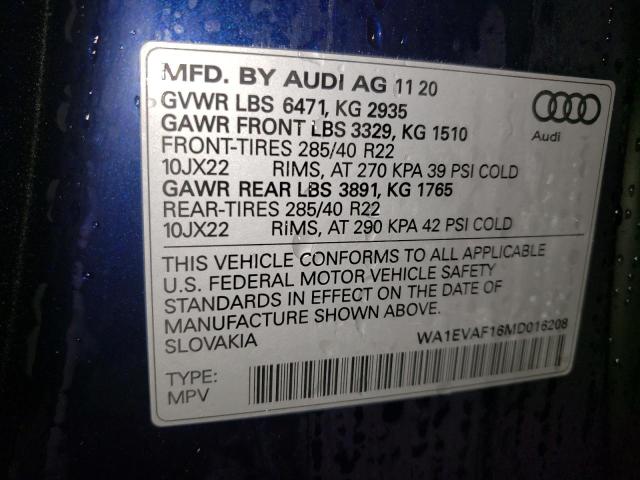 MFD. BY AUDI AG 11 20
GVWR LBS 6471, KG 2935
GAWR FRONT LBS 3329, KG 1510
FRONT-TIRES 285/40 R22
10JX22 RIMS, AT 270 KPA 39 PSI COLD
GAWR REAR LBS 3891, KG 1765
REAR-TIRES 285/40 R22
10JX22 RIMS, AT 290 KPA 42 PSI COLD
Audi
THIS VEHICLE CONFORMS TO ALL APPLICABLE
U.S. FEDERAL MOTOR VEHICLE SAFETY
STANDARDS IN EFFECT ON THE DATE OF
MANUFACTURE SHOWN ABOVE.
SLOVAKIA
WA1EVAF16MD016208
TYPE:
MPV